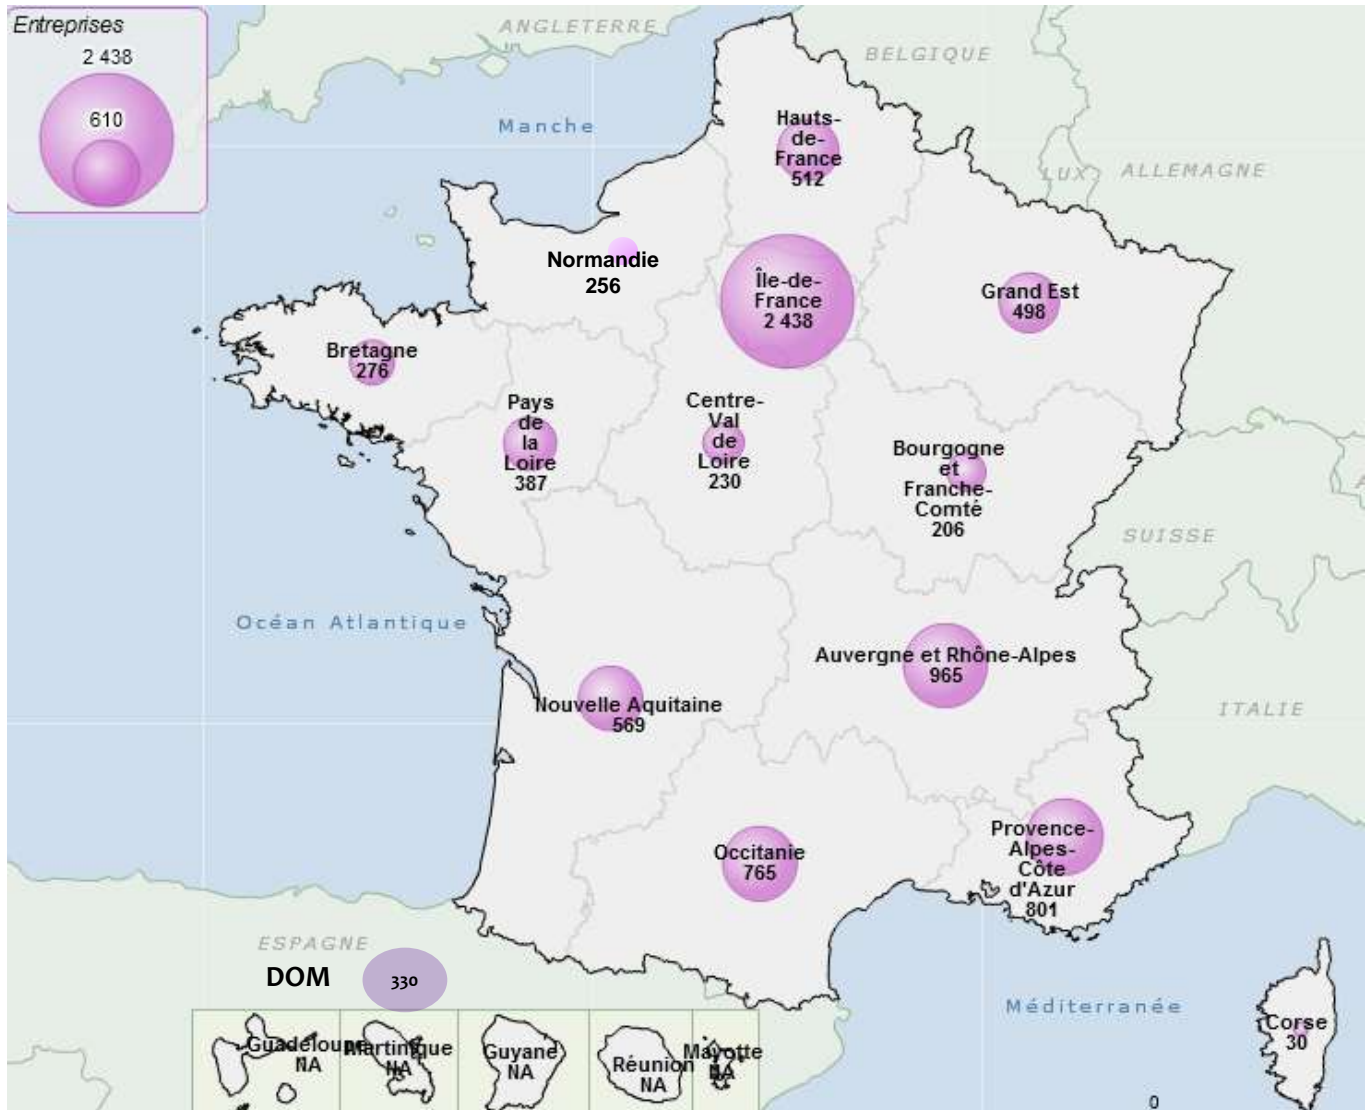 Entreprises
2 438
610
ANGLETERRE
BELGIQUE
Manche
LUX
ALLEMAGNE
Hauts-
de-
France
512
Normandie
256
Île-de-
France
2 438
Grand Est
498
Bretagne
276
Pays
de
la
Loire
387
Centre-
Val
de
Loire
230
Bourgogne
et
Franche-
Comté
206
SUISSE
Océan Atlantique
Auvergne et Rhône-Alpes
965
ITALIE
Nouvelle Aquitaine
569
Occitanie
765
Provence-
Alpes-
Côte
d'Azur
801
ESPAGNE
DOM
330
Méditerranée
Corse
30
Guadeloupe
NA
Martinique
NA
Guyane
NA
Réunion
NA
Mayotte
NA
0